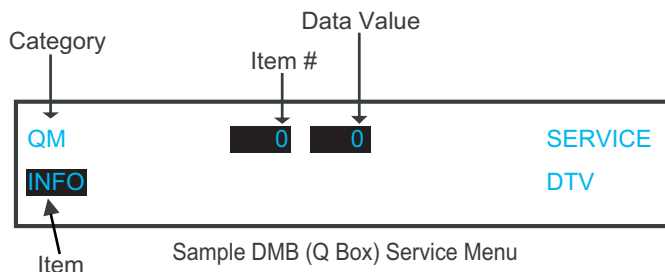 Data Value
Category
Item #
QM 0 0 SERVICE
INFO DTV
Sample DMB (Q Box) Service Menu
Item